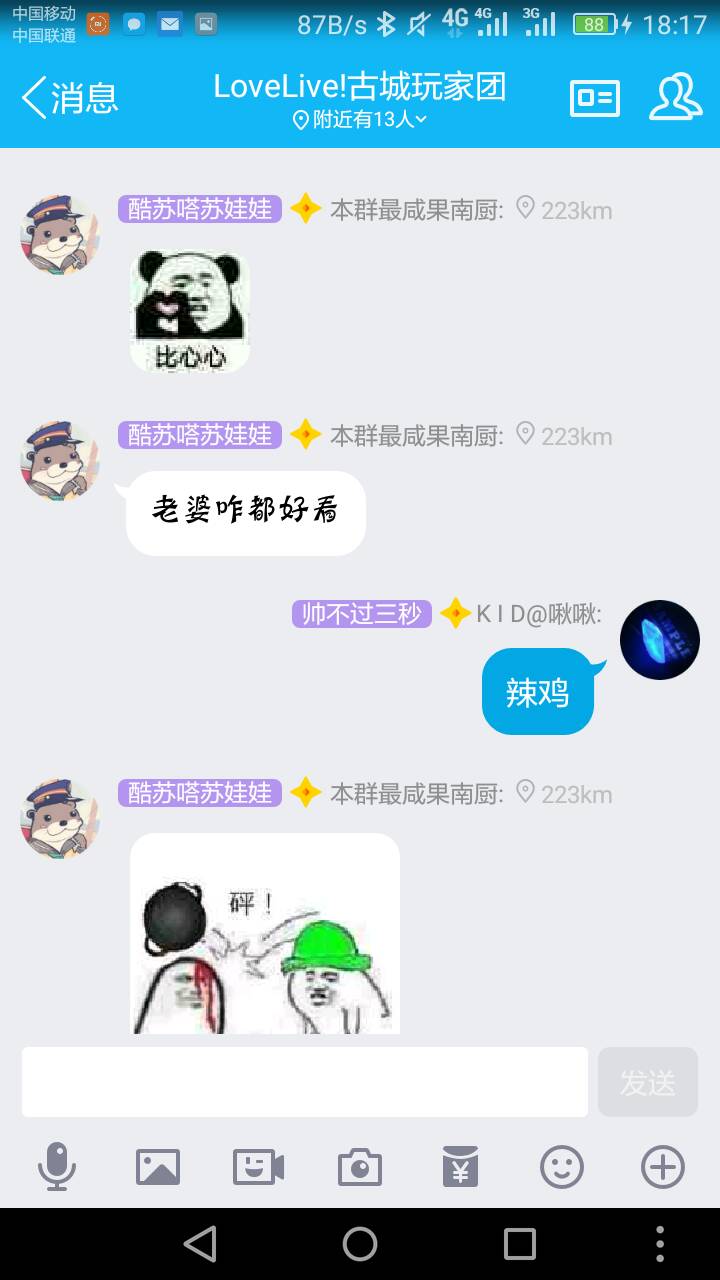 中国移动
中国联通
87B/s
4G
4G
3G
88
18:17
消息
LoveLive!古城玩家团
附近有13人
酷苏嗒苏娃娃
本群最咸果南厨:
223km
比心心
酷苏嗒苏娃娃
本群最咸果南厨:
223km
老婆咋都好看
帅不过三秒
K I D@啾啾:
辣鸡
酷苏嗒苏娃娃
本群最咸果南厨:
223km
砰!
发送